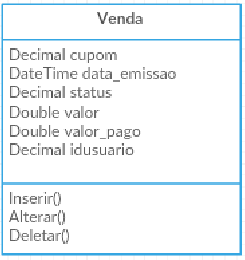 Venda
Decimal cupom
DateTime data_emissao
Decimal status
Double valor
Double valor_pago
Decimal idusuario
Inserir()
Alterar()
Deletar()